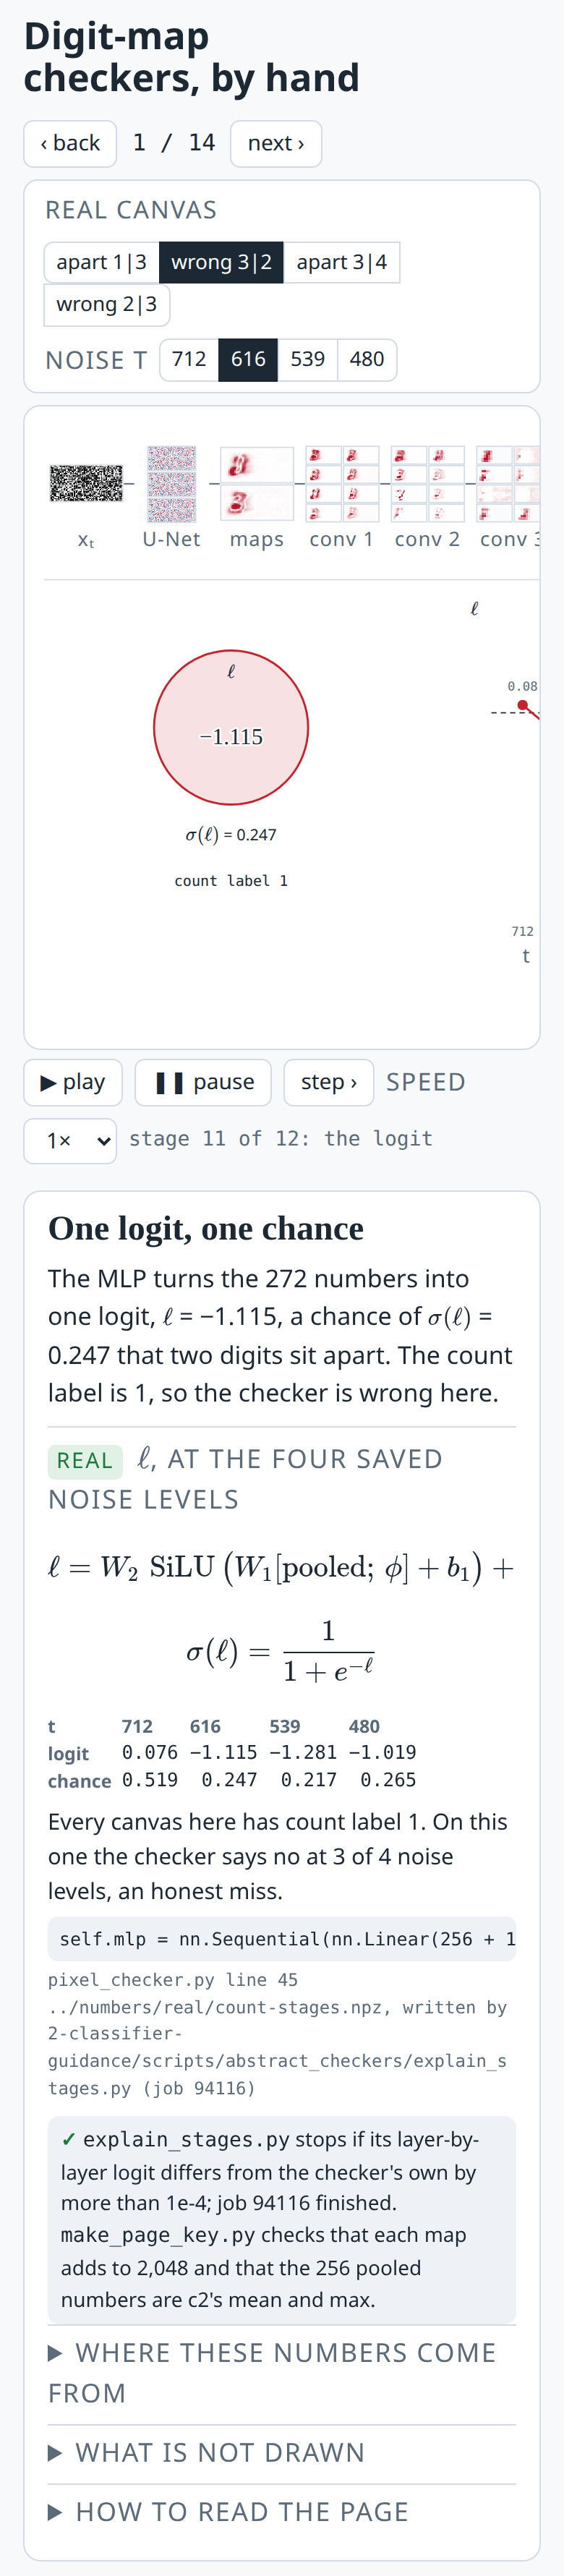 Digit-map
checkers, by hand
‹ back 1 / 14 next ›
REAL CANVAS
apart 1|3 wrong 3|2 apart 3|4
wrong 2|3
NOISE T 712 616 539 480
xₜ U-Net maps conv 1 conv 2 conv 3
ℓ
ℓ
0.08
−1.115
σ(ℓ) = 0.247
count label 1
712
t
▶ play ❚❚ pause step › SPEED
1× stage 11 of 12: the logit
One logit, one chance
The MLP turns the 272 numbers into
one logit, ℓ = −1.115, a chance of σ(ℓ) =
0.247 that two digits sit apart. The count
label is 1, so the checker is wrong here.
REAL ℓ, AT THE FOUR SAVED
NOISE LEVELS
ℓ = W₂ SiLU (W₁[pooled; ϕ] + b₁) +
σ(ℓ) = 1 / (1 + e^{−ℓ})
t 712 616 539 480
logit 0.076 −1.115 −1.281 −1.019
chance 0.519 0.247 0.217 0.265
Every canvas here has count label 1. On this
one the checker says no at 3 of 4 noise
levels, an honest miss.
self.mlp = nn.Sequential(nn.Linear(256 + 1
pixel_checker.py line 45
../numbers/real/count-stages.npz, written by
2-classifier-
guidance/scripts/abstract_checkers/explain_s
tages.py (job 94116)
✓ explain_stages.py stops if its layer-by-
layer logit differs from the checker's own by
more than 1e-4; job 94116 finished.
make_page_key.py checks that each map
adds to 2,048 and that the 256 pooled
numbers are c2's mean and max.
▶ WHERE THESE NUMBERS COME
FROM
▶ WHAT IS NOT DRAWN
▶ HOW TO READ THE PAGE